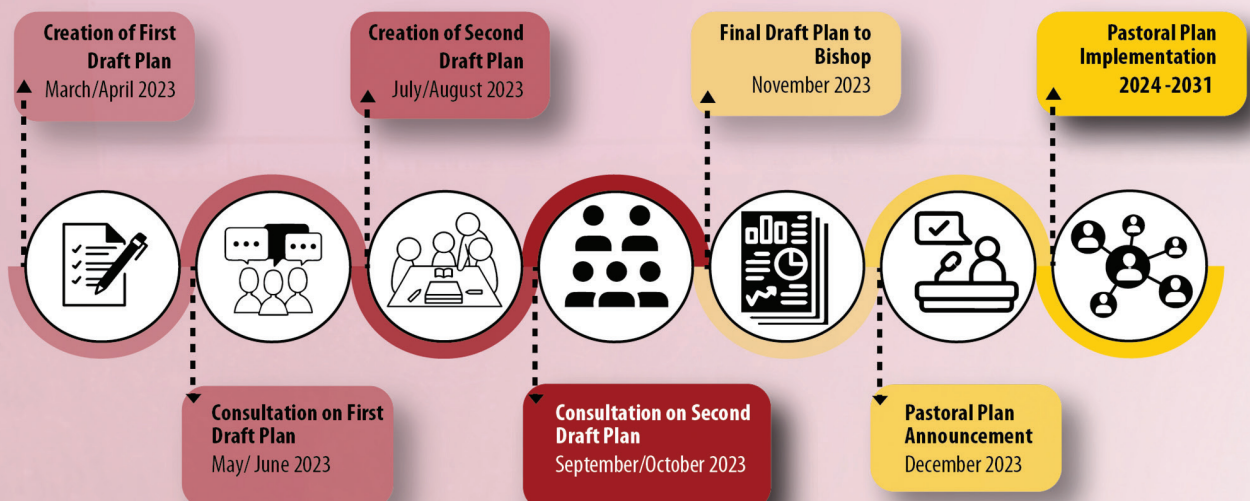 Creation of First
Draft Plan
March/April 2023
Consultation on First
Draft Plan
May/ June 2023
Creation of Second
Draft Plan
July/August 2023
Consultation on Second
Draft Plan
September/October 2023
Final Draft Plan to
Bishop
November 2023
Pastoral Plan
Announcement
December 2023
Pastoral Plan
Implementation
2024 -2031